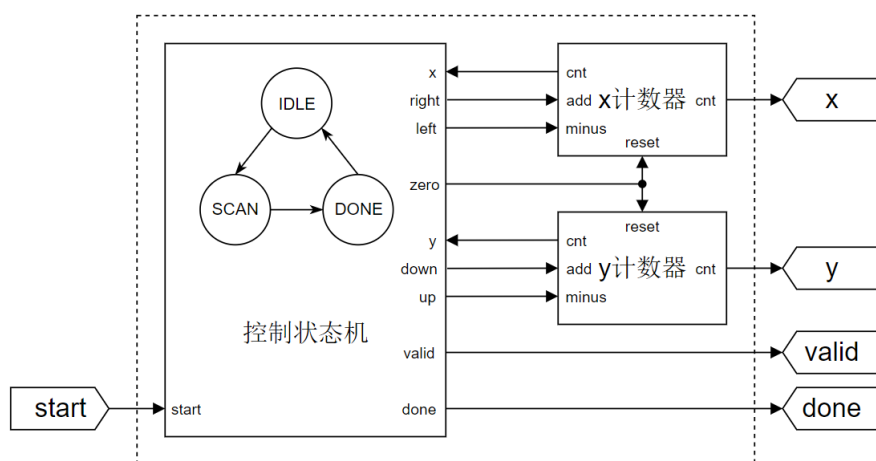 IDLE
SCAN
DONE
控制状态机
x
right
left
zero
y
down
up
valid
start
done
cnt
add
minus
x计数器
cnt
reset
reset
cnt
add
minus
y计数器
cnt
start
x
y
valid
done